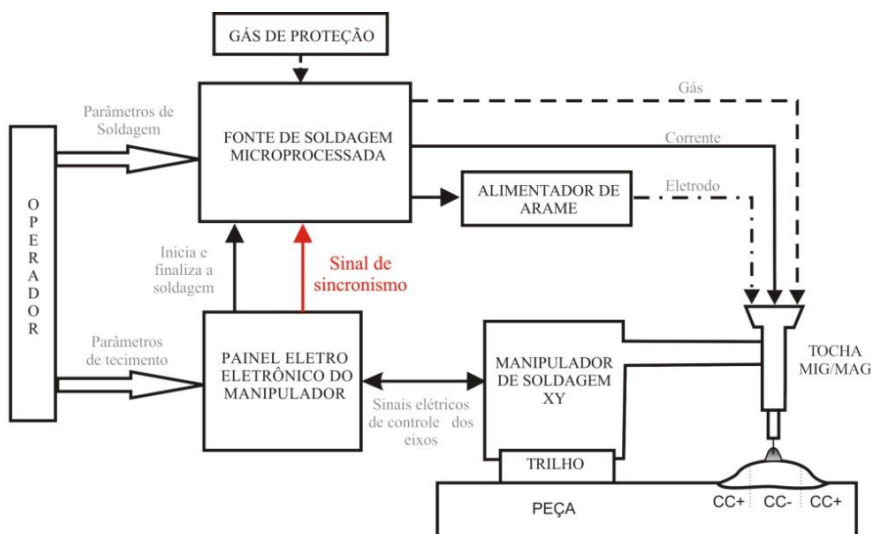 GÁS DE PROTEÇÃO
Parâmetros de
Soldagem
FONTE DE SOLDAGEM
MICROPROCESSADA
Gás
Corrente
ALIMENTADOR DE
ARAME
Eletrodo
OPERADOR
Inicia e
finaliza a
soldagem
Sinal de
sincronismo
Parâmetros
de tecimento
PAINEL ELETRO
ELETRÔNICO DO
MANIPULADOR
Sinais elétricos
de controle dos
eixos
MANIPULADOR
DE SOLDAGEM
XY
TOCHA
MIG/MAG
TRILHO
PEÇA
CC+ CC- CC+